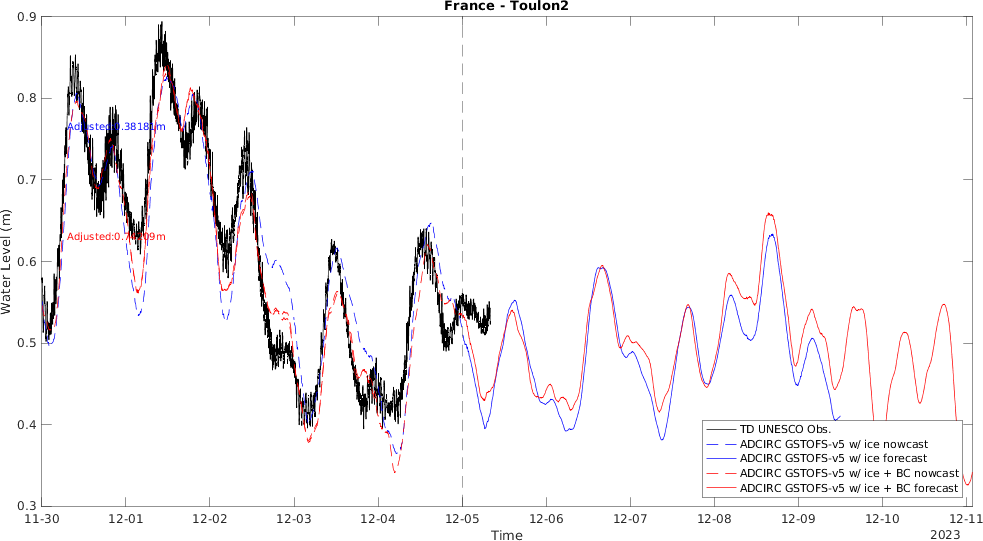 France - Toulon2
0.9
0.8
0.7
0.6
0.5
0.4
0.3
Water Level (m)
Adjusted:0.38181m
11-30
12-01
12-02
12-03
12-04
12-05
12-06
12-07
12-08
12-09
12-10
12-11
Time
2023
TD UNESCO Obs.
ADCIRC GSTOFS-v5 w/ ice nowcast
ADCIRC GSTOFS-v5 w/ ice forecast
ADCIRC GSTOFS-v5 w/ ice + BC nowcast
ADCIRC GSTOFS-v5 w/ ice + BC forecast